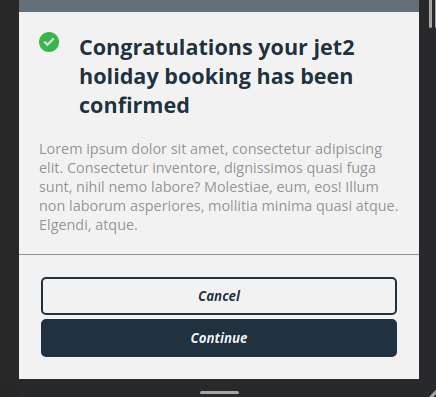 Congratulations your jet2
holiday booking has been
confirmed
Lorem ipsum dolor sit amet, consectetur adipiscing
elit. Consectetur inventore, dignissimos quasi fuga
sunt, nihil nemo labore? Molestiae, eum, eos! Illum
non laborum asperiores, mollitia minima quasi atque.
Elgendi, atque.
Cancel
Continue